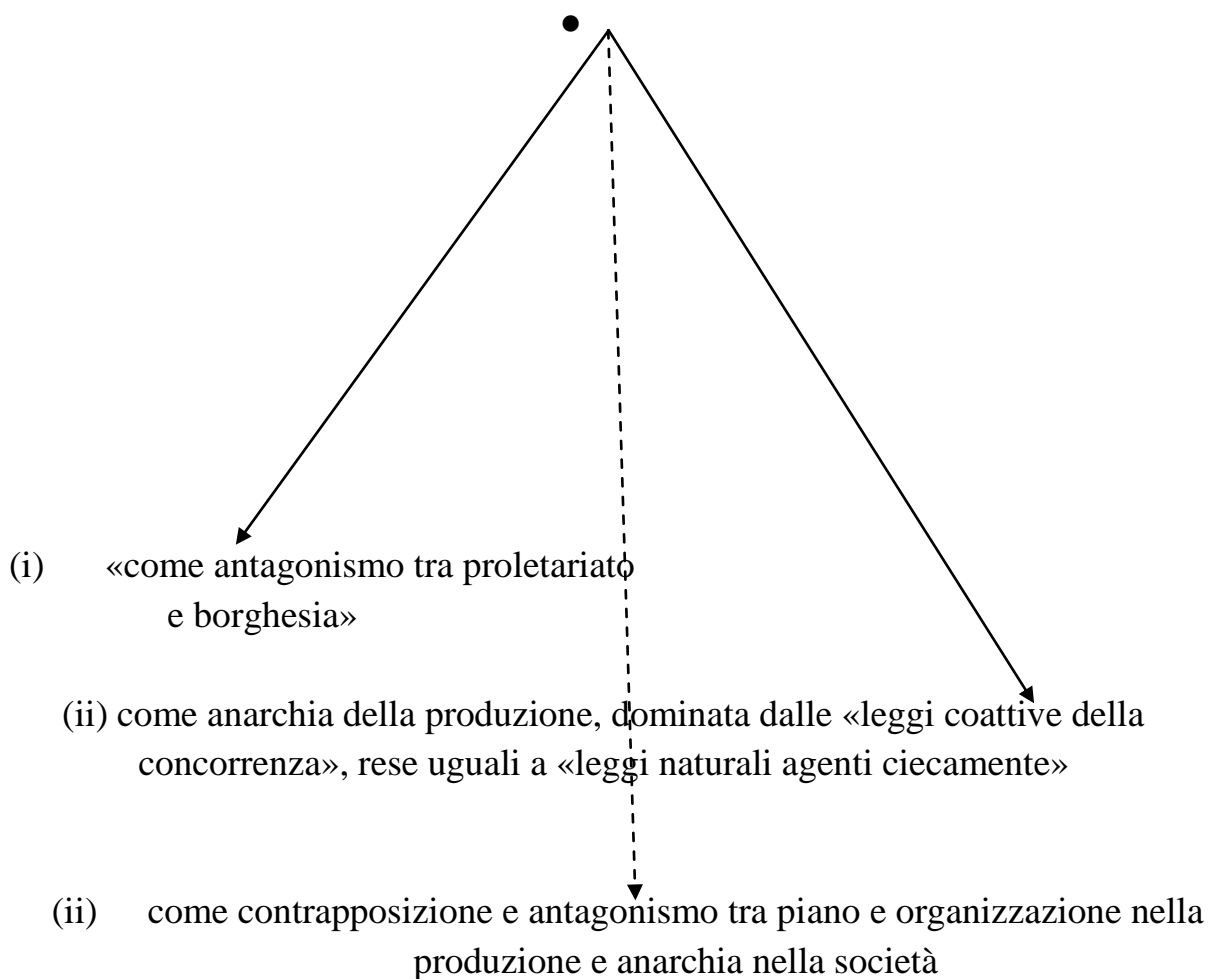 •
(i) «come antagonismo tra proletariato
e borghesia»
(ii) come anarchia della produzione, dominata dalle «leggi coattive della
concorrenza», rese uguali a «leggi naturali agenti ciecamente»
(ii) come contrapposizione e antagonismo tra piano e organizzazione nella
produzione e anarchia nella società